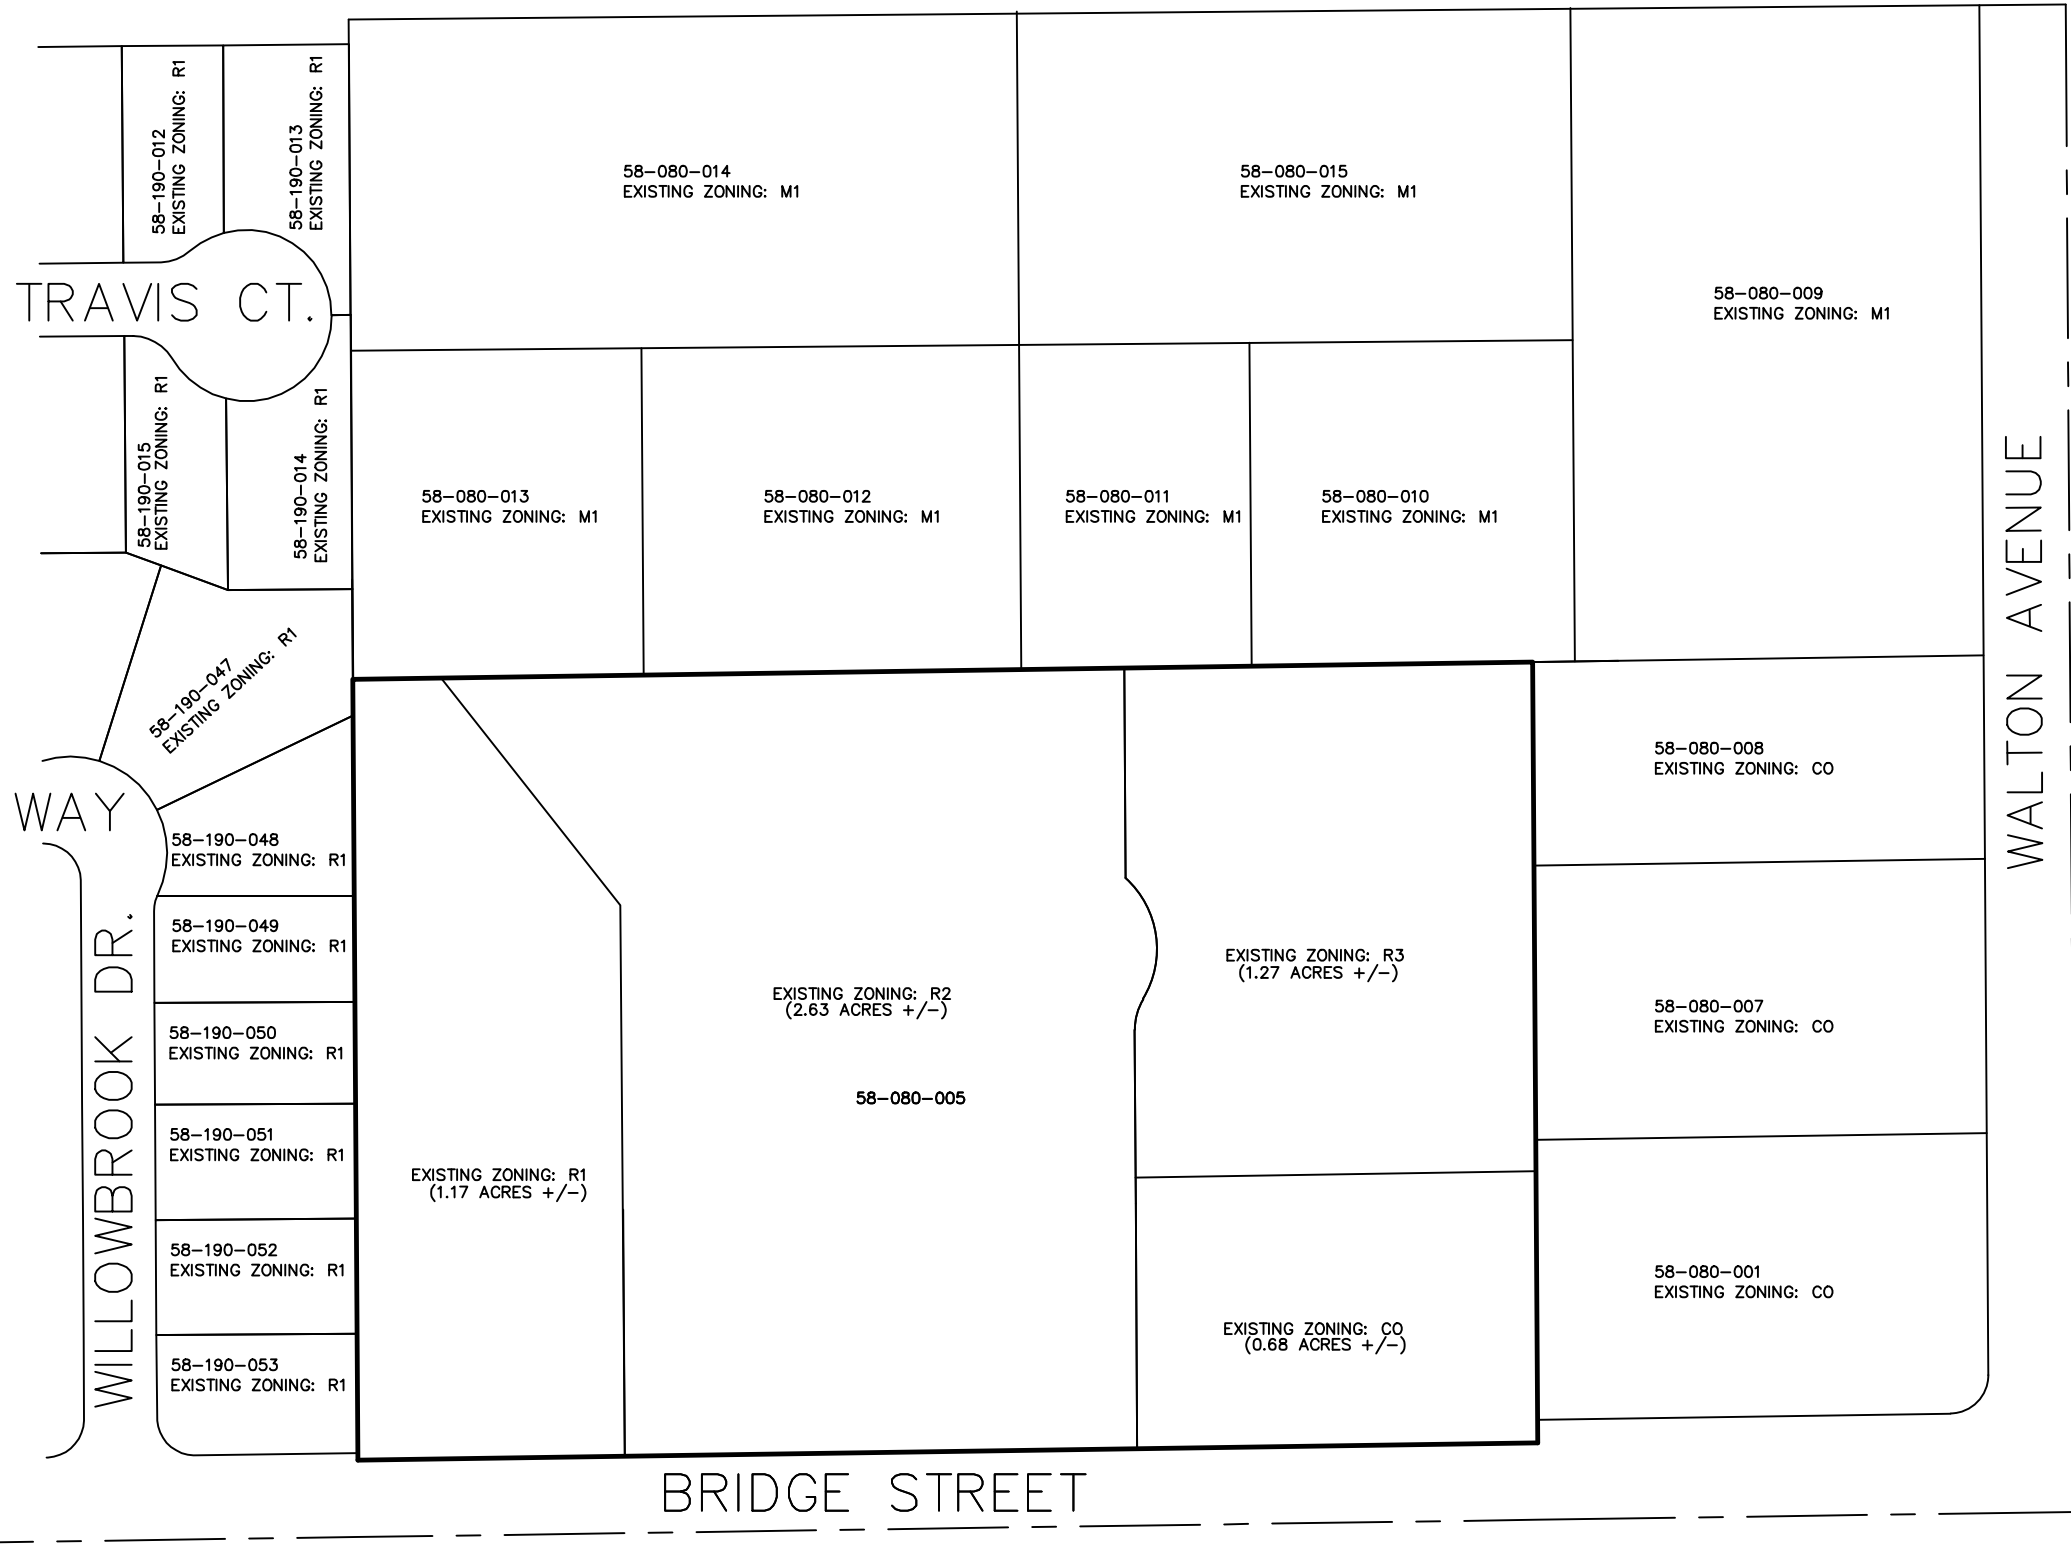 58-190-012
EXISTING ZONING: R1
58-190-013
EXISTING ZONING: R1
58-080-014
EXISTING ZONING: M1
58-080-015
EXISTING ZONING: M1
58-080-009
EXISTING ZONING: M1
TRAVIS CT.
58-190-015
EXISTING ZONING: R1
58-190-014
EXISTING ZONING: R1
58-080-013
EXISTING ZONING: M1
58-080-012
EXISTING ZONING: M1
58-080-011
EXISTING ZONING: M1
58-080-010
EXISTING ZONING: M1
WALTON AVENUE
58-190-047
EXISTING ZONING: R1
58-080-008
EXISTING ZONING: CO
WAY
58-190-048
EXISTING ZONING: R1
58-190-049
EXISTING ZONING: R1
WILLOWBROOK DR.
EXISTING ZONING: R2
(2.63 ACRES +/-)
58-080-005
EXISTING ZONING: R3
(1.27 ACRES +/-)
58-080-007
EXISTING ZONING: CO
58-190-050
EXISTING ZONING: R1
58-190-051
EXISTING ZONING: R1
EXISTING ZONING: R1
(1.17 ACRES +/-)
58-190-052
EXISTING ZONING: R1
58-080-001
EXISTING ZONING: CO
EXISTING ZONING: CO
(0.68 ACRES +/-)
58-190-053
EXISTING ZONING: R1
BRIDGE STREET